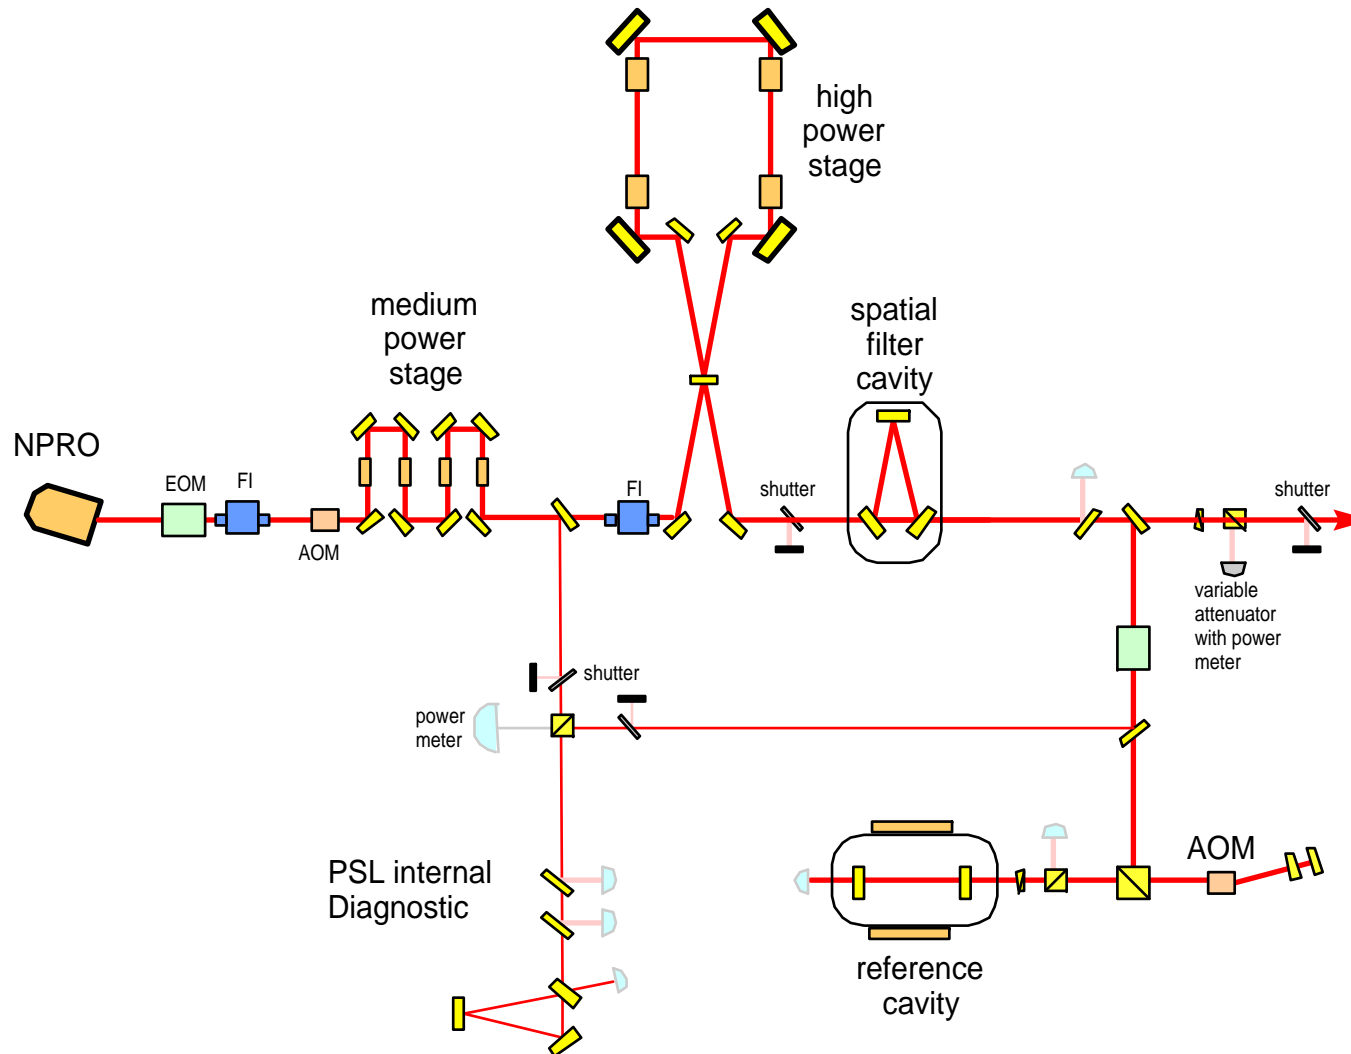 high
power
stage
medium
power
stage
spatial
filter
cavity
NPRO
EOM
FI
AOM
FI
shutter
shutter
variable
attenuator
with power
meter
shutter
power
meter
PSL internal
Diagnostic
AOM
reference
cavity